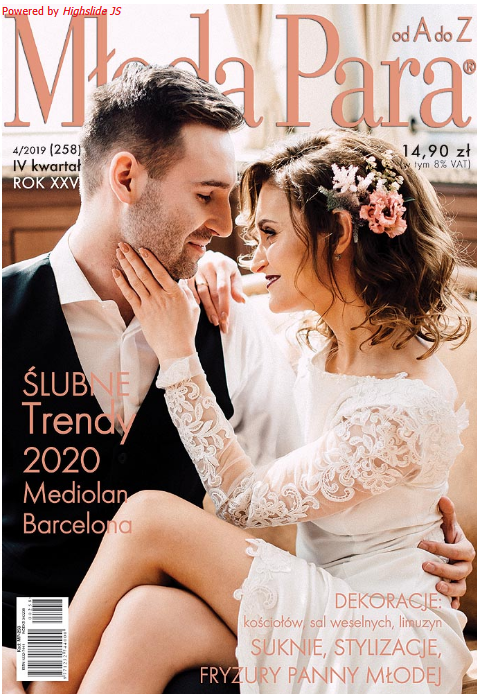 Powered by Highslide JS
Młoda Para®
od A do Z
4/2019 (258)
IV kwartał
ROK XXVI
14,90 zł
(w tym 8% VAT)
ŚLUBNE
Trendy
2020
Mediolan
Barcelona
DEKORACJE:
kościołów, sal weselnych, limuzyn
SUKNIE, STYLIZACJE,
FRYZURY PANNY MŁODEJ